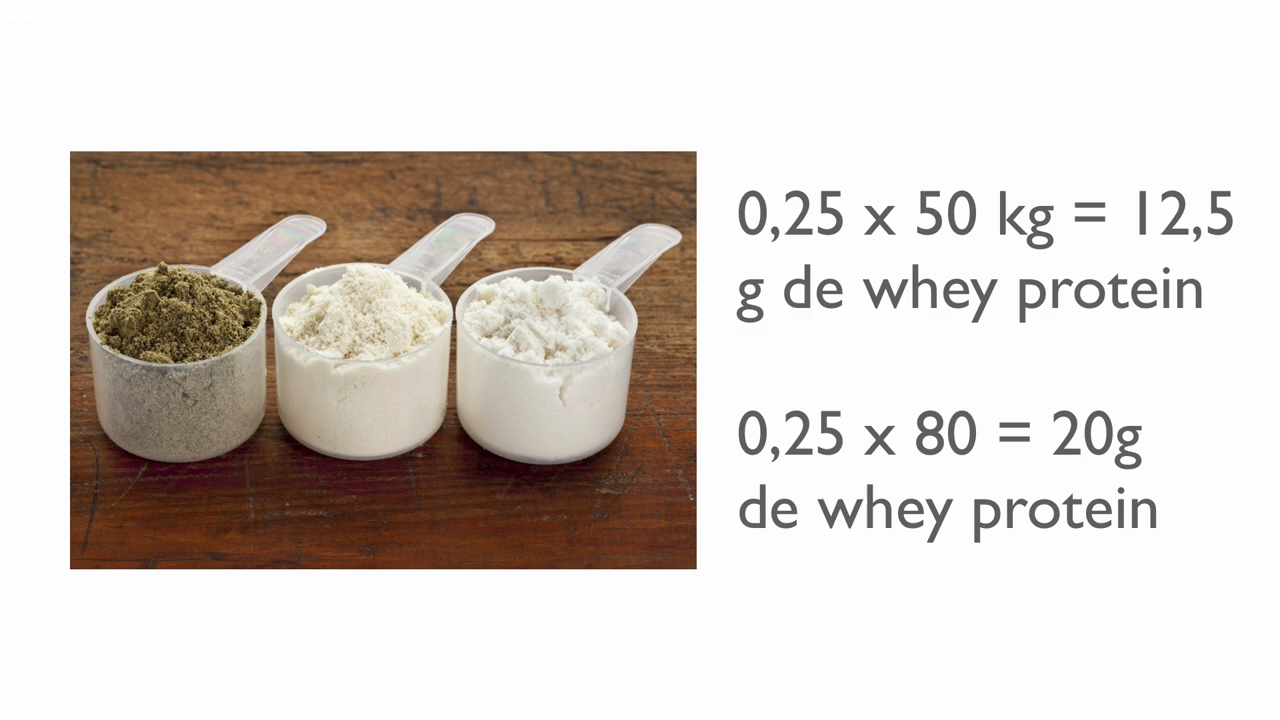 Text
0,25 x 50 kg = 12,5
g de whey protein
0,25 x 80 = 20g
de whey protein